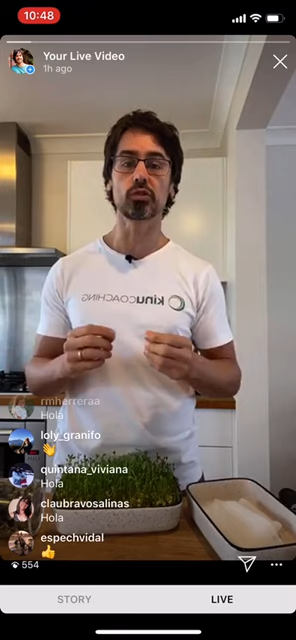 10:48
Your Live Video
1h ago
kinuCOACHING
rmherreraa
Hola
loly_granifo
👋
quintana_viviana
Hola
claubravosalinas
Hola
espechvidal
👍
554
STORY LIVE